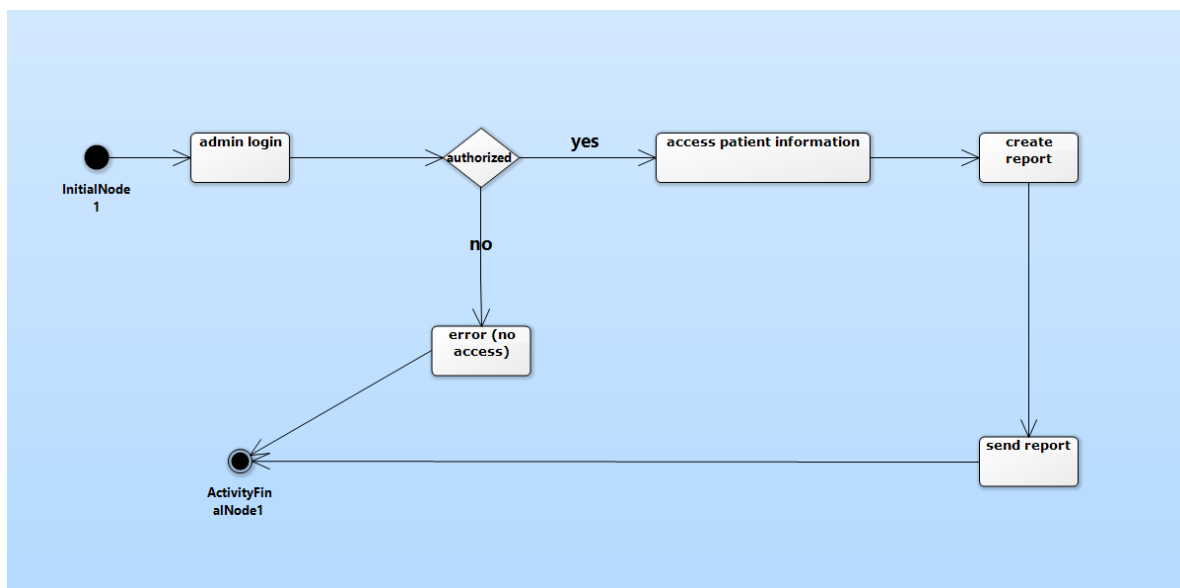 admin login
authorized
yes
access patient information
create
report
InitialNode
1
no
error (no
access)
send report
ActivityFin
alNode1